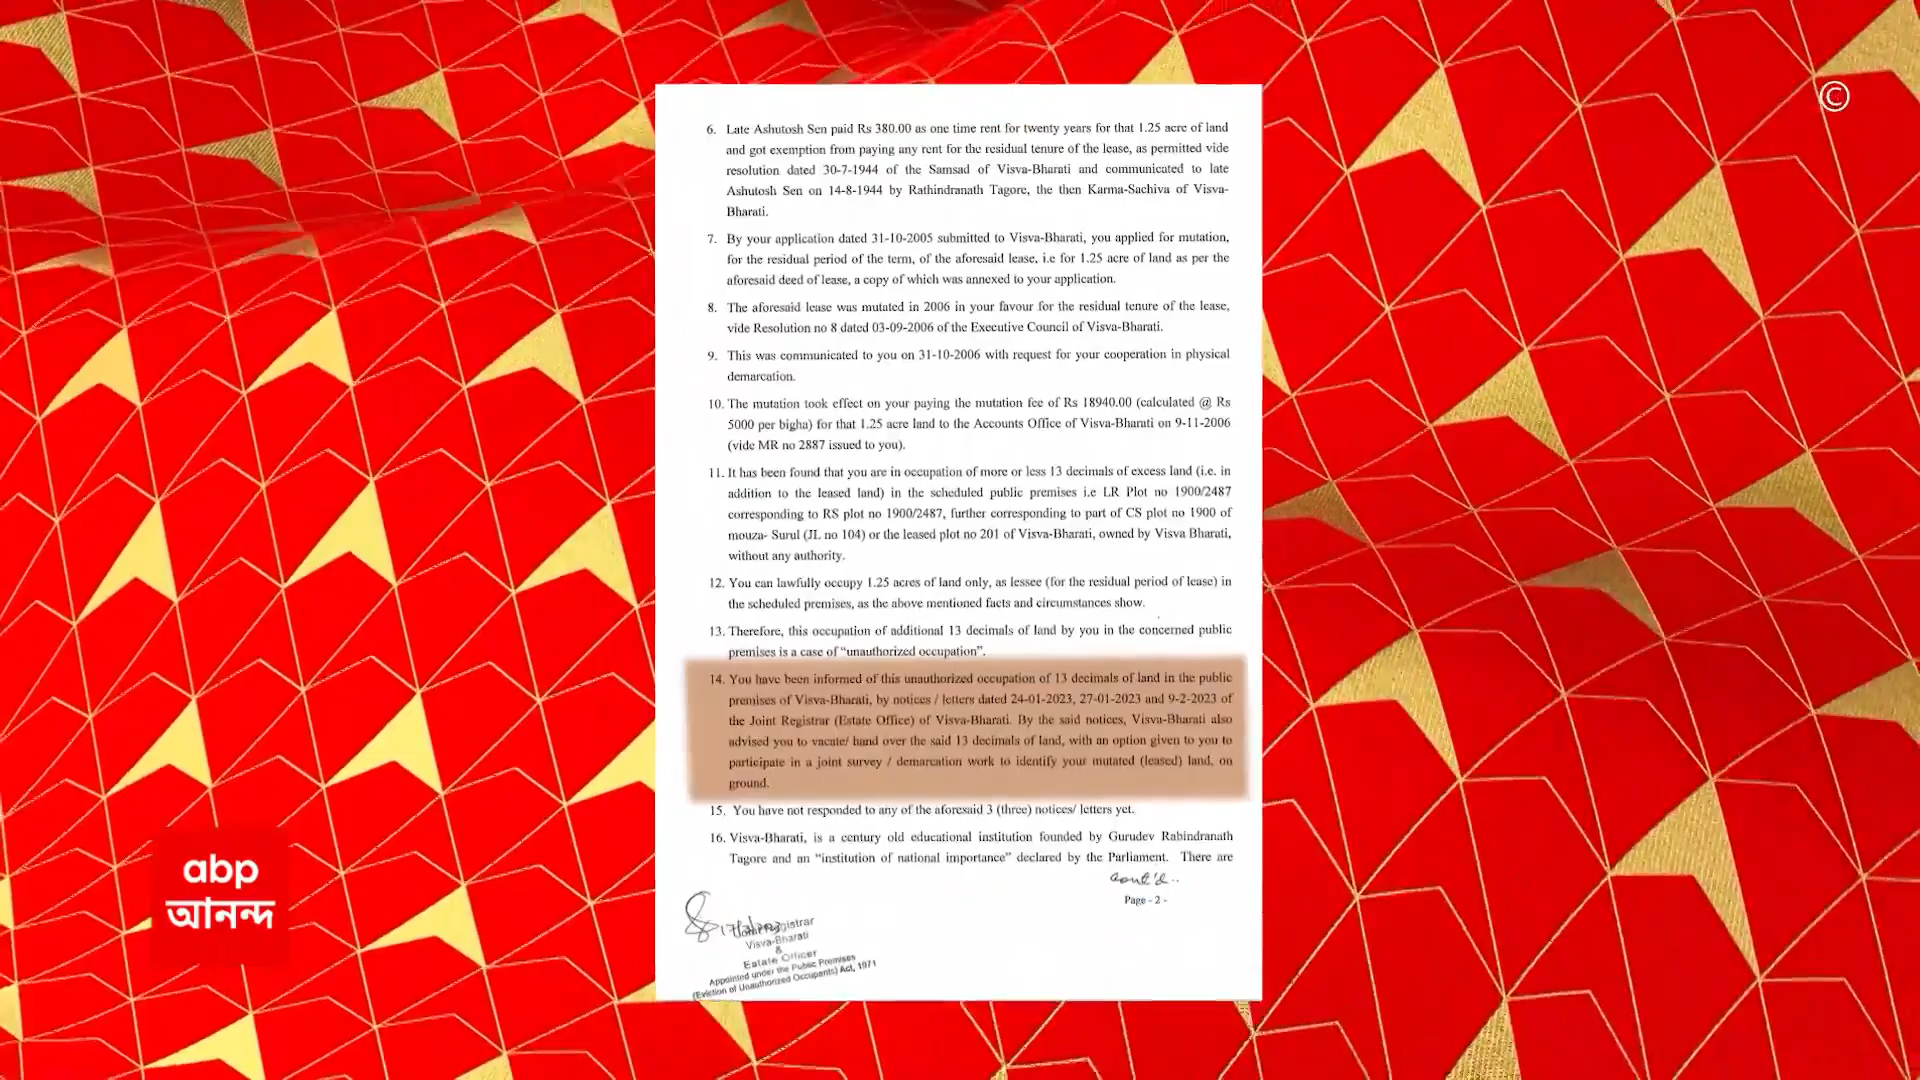 ©
6. Late Ashutosh Sen paid Rs 380.00 as one time rent for twenty years for that 1.25 acre of land
and got exemption from paying any rent for the residual tenure of the lease, as permitted vide
resolution dated 30-7-1944 of the Samsad of Visva-Bharati and communicated to late
Ashutosh Sen on 14-8-1944 by Rathindranath Tagore, the then Karma-Sachiva of Visva-
Bharati.
7. By your application dated 31-10-2005 submitted to Visva-Bharati, you applied for mutation,
for the residual period of the term, of the aforesaid lease, i.e for 1.25 acre of land as per the
aforesaid deed of lease, a copy of which was annexed to your application.
8. The aforesaid lease was mutated in 2006 in your favour for the residual tenure of the lease,
vide Resolution no 8 dated 03-09-2006 of the Executive Council of Visva-Bharati.
9. This was communicated to you on 31-10-2006 with request for your cooperation in physical
demarcation.
10. The mutation took effect on your paying the mutation fee of Rs 18940.00 (calculated @ Rs
5000 per bigha) for that 1.25 acre land to the Accounts Office of Visva-Bharati on 9-11-2006
(vide MR no 2887 issued to you).
11. It has been found that you are in occupation of more or less 13 decimals of excess land (i.e. in
addition to the leased land) in the scheduled public premises i.e LR Plot no 1900/2487
corresponding to RS plot no 1900/2487, further corresponding to part of CS plot no 1900 of
mouza- Surul (JL no 104) or the leased plot no 201 of Visva-Bharati, owned by Visva Bharati,
without any authority.
12. You can lawfully occupy 1.25 acres of land only, as lessee (for the residual period of lease) in
the scheduled premises, as the above mentioned facts and circumstances show.
13. Therefore, this occupation of additional 13 decimals of land by you in the concerned public
premises is a case of “unauthorized occupation”.
14. You have been informed of this unauthorized occupation of 13 decimals of land in the public
premises of Visva-Bharati, by notices / letters dated 24-01-2023, 27-01-2023 and 9-2-2023 of
the Joint Registrar (Estate Office) of Visva-Bharati. By the said notices, Visva-Bharati also
advised you to vacate/ hand over the said 13 decimals of land, with an option given to you to
participate in a joint survey / demarcation work to identify your mutated (leased) land, on
ground.
15. You have not responded to any of the aforesaid 3 (three) notices/ letters yet.
16. Visva-Bharati, is a century old educational institution founded by Gurudev Rabindranath
Tagore and an “institution of national importance” declared by the Parliament. There are
Cont'd..
Page - 2 -
Visva-Bharati
&
Estate Officer
Appointed under the Public Premises
(Eviction of Unauthorized Occupants) Act, 1971
abp
আনন্দ